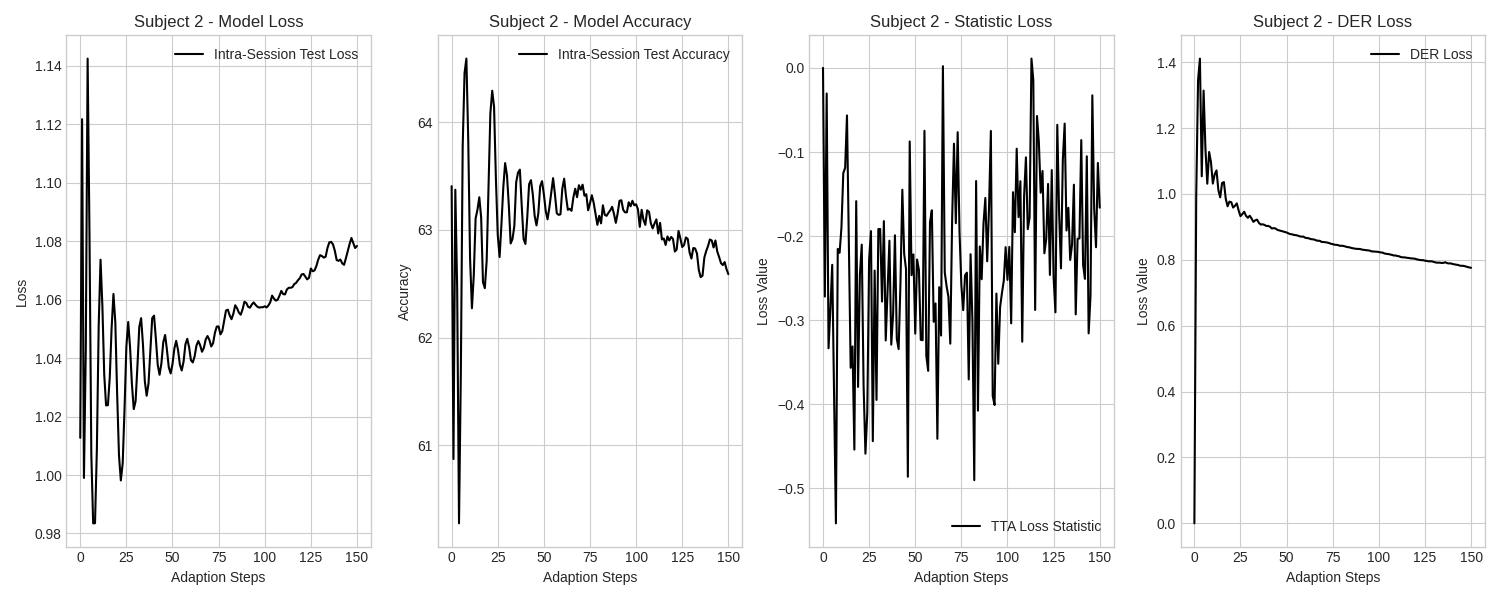 Subject 2 - Model Loss
Intra-Session Test Loss
1.14
1.12
1.10
1.08
1.06
1.04
1.02
1.00
0.98
Loss
0 25 50 75 100 125 150
Adaption Steps
Subject 2 - Model Accuracy
Intra-Session Test Accuracy
64
63
62
61
Accuracy
0 25 50 75 100 125 150
Adaption Steps
Subject 2 - Statistic Loss
0.0
−0.1
−0.2
−0.3
−0.4
−0.5
Loss Value
TTA Loss Statistic
0 25 50 75 100 125 150
Adaption Steps
Subject 2 - DER Loss
DER Loss
1.4
1.2
1.0
0.8
0.6
0.4
0.2
0.0
Loss Value
0 25 50 75 100 125 150
Adaption Steps